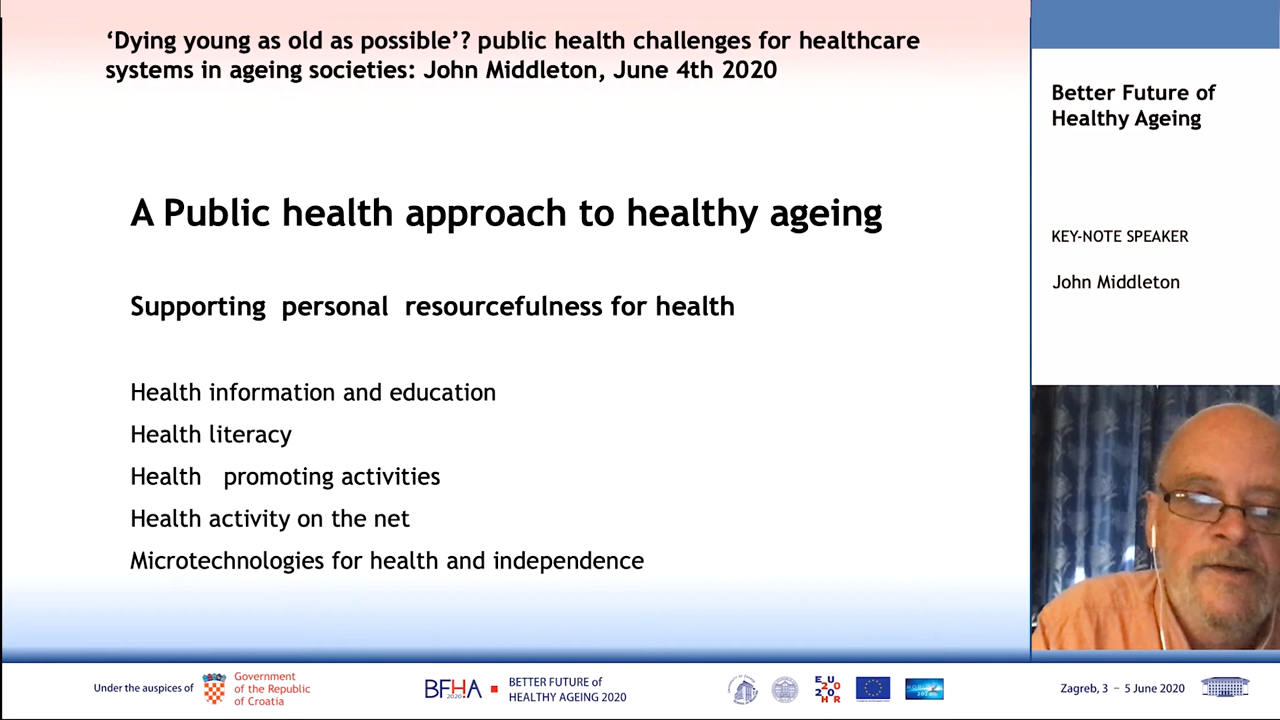 ‘Dying young as old as possible’? public health challenges for healthcare
systems in ageing societies: John Middleton, June 4th 2020
A Public health approach to healthy ageing
Supporting personal resourcefulness for health
Health information and education
Health literacy
Health promoting activities
Health activity on the net
Microtechnologies for health and independence
Better Future of
Healthy Ageing
KEY-NOTE SPEAKER
John Middleton
Under the auspices of
Government
of the Republic
of Croatia
BFHA
2020
BETTER FUTURE of
HEALTHY AGEING 2020
EU
20
20
HR
Zagreb, 3 – 5 June 2020